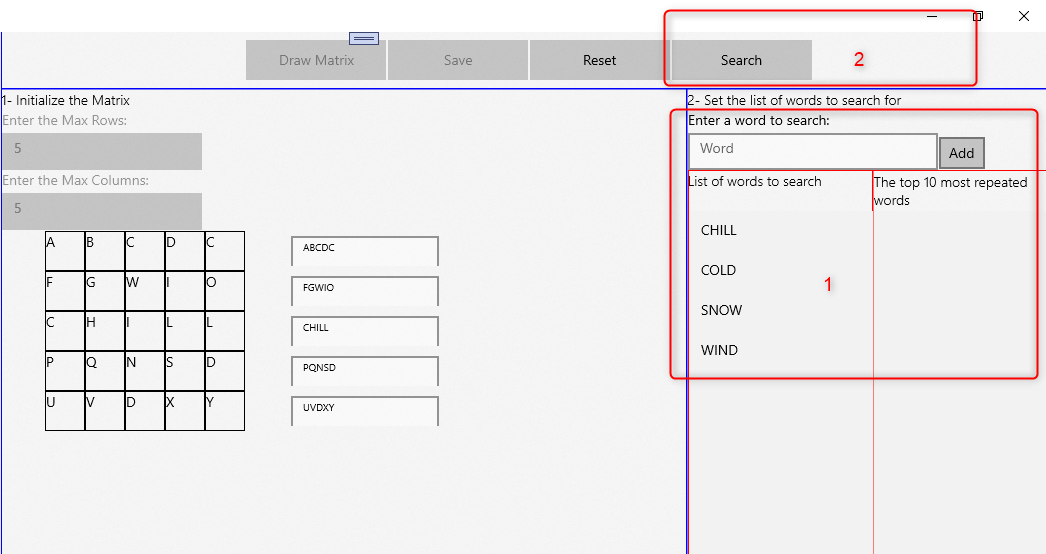 Draw Matrix Save Reset Search 2
1- Initialize the Matrix
Enter the Max Rows:
5
Enter the Max Columns:
5
A B C D C
F G W I O
C H I L L
P Q N S D
U V D X Y
ABCDC
FGWIO
CHILL
PQNSD
UVDXY
2- Set the list of words to search for
Enter a word to search:
Word Add
List of words to search
The top 10 most repeated
words
CHILL
COLD
SNOW
WIND
1